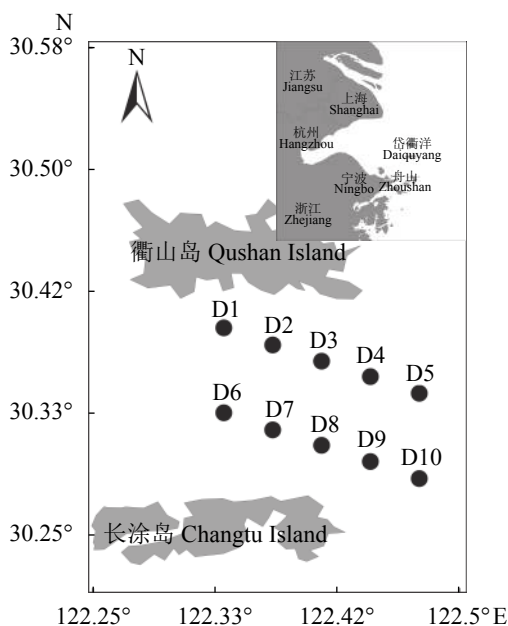 N
30.58°
30.50°
30.42°
30.33°
30.25°
N
江苏
Jiangsu
上海
Shanghai
杭州
Hangzhou
岱衢洋
Daiquyang
宁波
Ningbo
舟山
Zhoushan
浙江
Zhejiang
衢山岛 Qushan Island
D1
D2
D3
D4
D5
D6
D7
D8
D9
D10
长涂岛 Changtu Island
122.25° 122.33° 122.42° 122.5° E